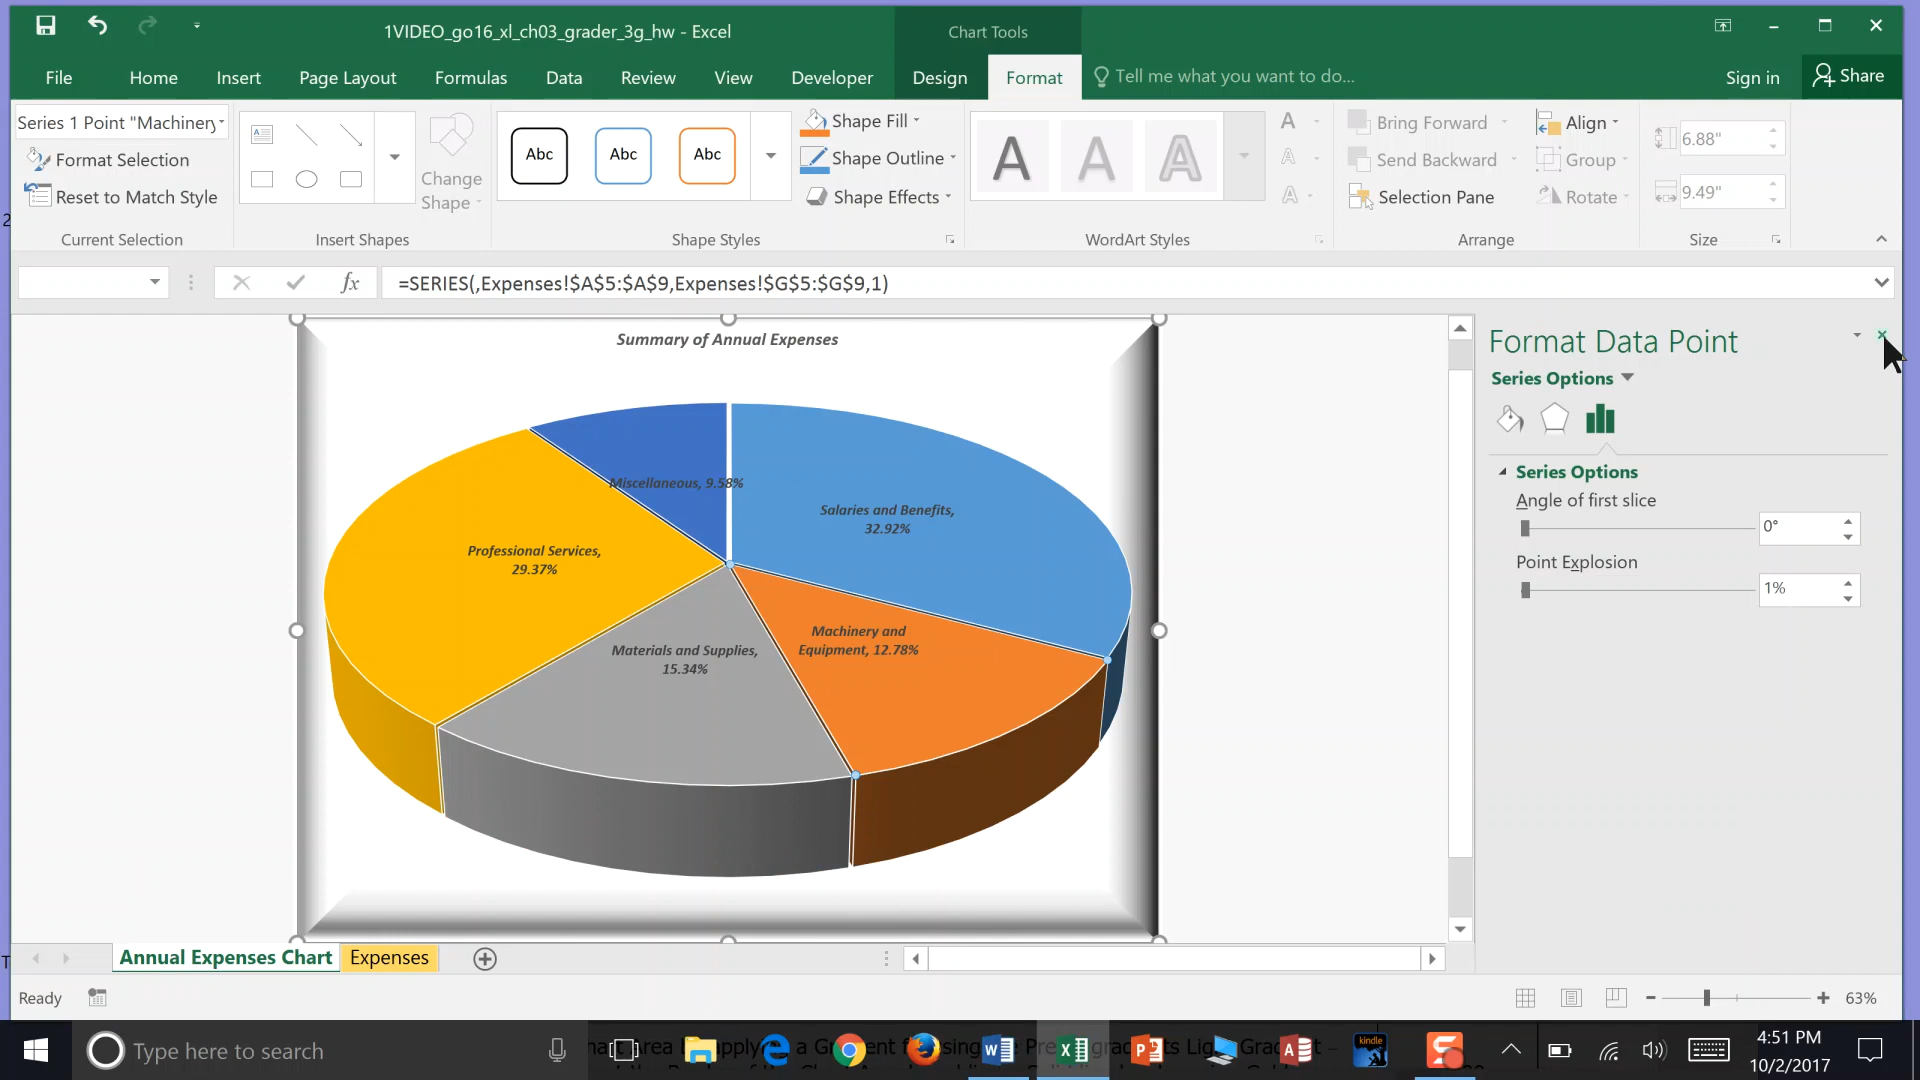 1VIDEO_go16_xl_ch03_grader_3g_hw - Excel
Chart Tools
File Home Insert Page Layout Formulas Data Review View Developer Design Format Tell me what you want to do... Sign in Share
Series 1 Point "Machinery
Format Selection
Reset to Match Style
Current Selection
Change Shape
Insert Shapes
Abc Abc Abc
Shape Fill
Shape Outline
Shape Effects
Shape Styles
A A A
A
A
A
WordArt Styles
Bring Forward
Send Backward
Selection Pane
Align
Group
Rotate
Arrange
6.88"
9.49"
Size
2
fx =SERIES(,Expenses!$A$5:$A$9,Expenses!$G$5:$G$9,1)
Summary of Annual Expenses
Miscellaneous, 9.58%
Salaries and Benefits,
32.92%
Professional Services,
29.37%
Machinery and
Equipment, 12.78%
Materials and Supplies,
15.34%
Format Data Point
Series Options
Series Options
Angle of first slice
0°
Point Explosion
1%
T
Annual Expenses Chart Expenses
Ready
63%
Type here to search
kindle
4:51 PM
10/2/2017